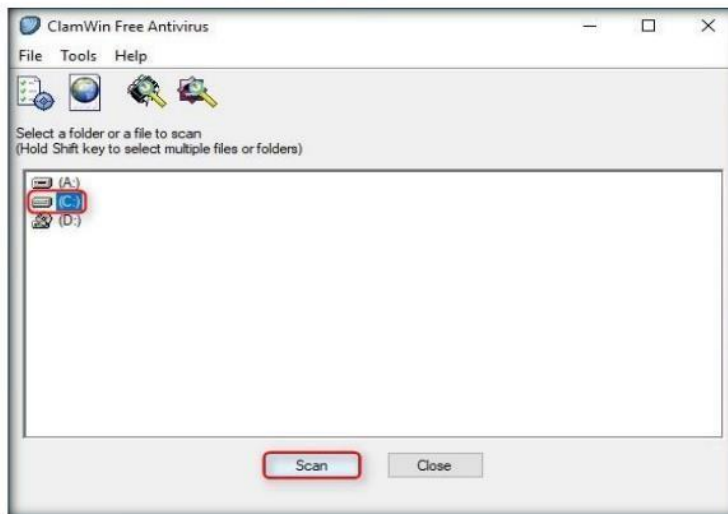 ClamWin Free Antivirus
File Tools Help
Select a folder or a file to scan
(Hold Shift key to select multiple files or folders)
(A:)
(C:)
(D:)
Scan Close